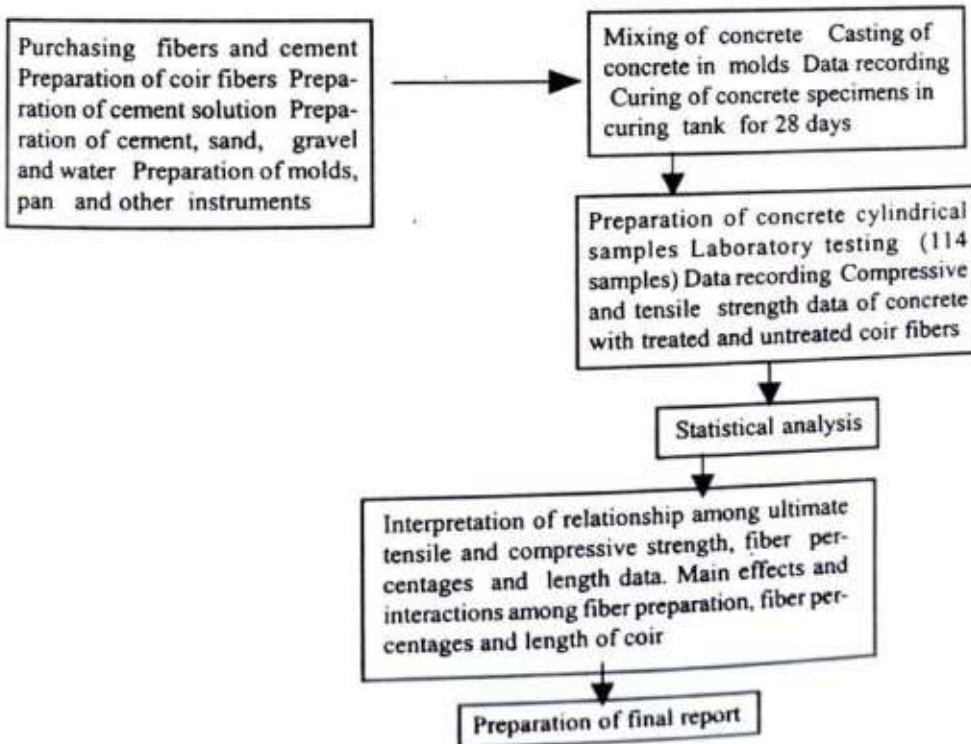 Purchasing fibers and cement
Preparation of coir fibers Prepa-
ration of cement solution Prepa-
ration of cement, sand, gravel
and water Preparation of molds,
pan and other instruments
Mixing of concrete Casting of
concrete in molds Data recording
Curing of concrete specimens in
curing tank for 28 days
Preparation of concrete cylindrical
samples Laboratory testing (114
samples) Data recording Compressive
and tensile strength data of concrete
with treated and untreated coir fibers
Statistical analysis
Interpretation of relationship among ultimate
tensile and compressive strength, fiber per-
centages and length data. Main effects and
interactions among fiber preparation, fiber per-
centages and length of coir
Preparation of final report